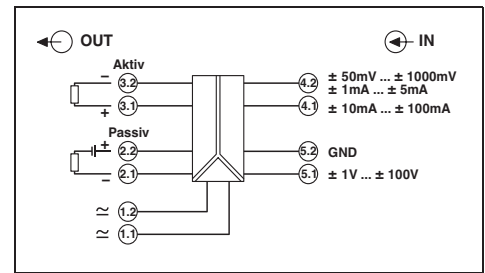 OUT
IN
Aktiv
− 3.2
+ 3.1
Passiv
+ 2.2
− 2.1
≃ 1.2
≃ 1.1
4.2 ± 50mV ... ± 1000mV
± 1mA ... ± 5mA
4.1 ± 10mA ... ± 100mA
5.2 GND
5.1 ± 1V ... ± 100V